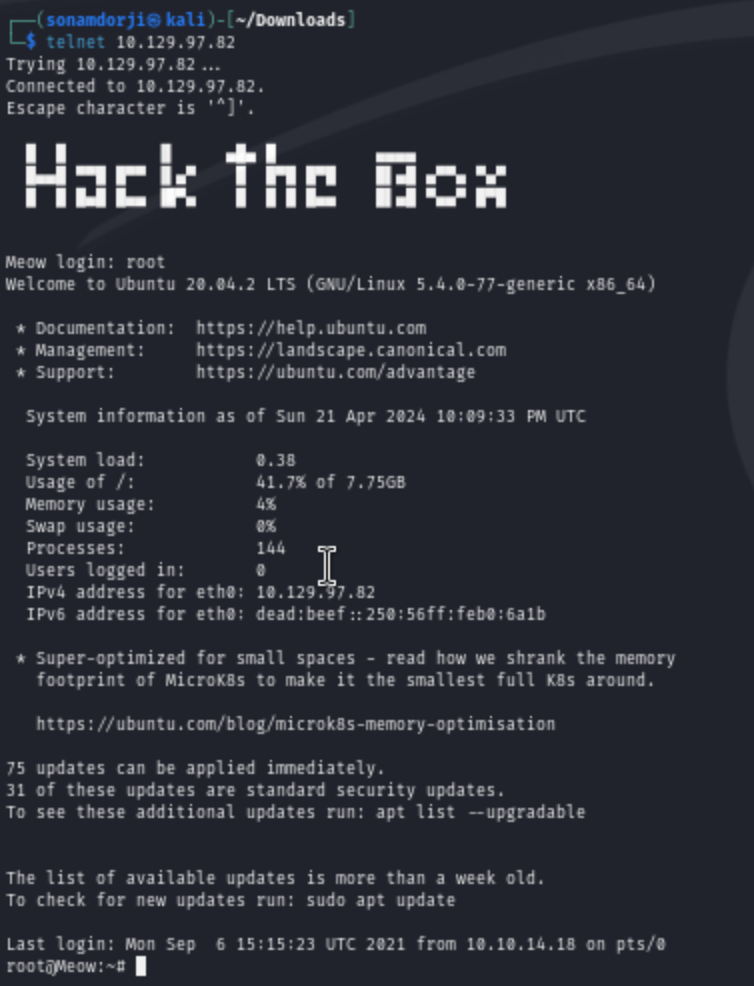 ┌──(sonamdorji㉿kali)-[~/Downloads]
└─$ telnet 10.129.97.82
Trying 10.129.97.82...
Connected to 10.129.97.82.
Escape character is '^]'.
Hack the Box
Meow login: root
Welcome to Ubuntu 20.04.2 LTS (GNU/Linux 5.4.0-77-generic x86_64)
* Documentation:  https://help.ubuntu.com
* Management:     https://landscape.canonical.com
* Support:        https://ubuntu.com/advantage
System information as of Sun 21 Apr 2024 10:09:33 PM UTC
System load:           0.38
Usage of /:            41.7% of 7.75GB
Memory usage:          4%
Swap usage:            0%
Processes:             144
Users logged in:       0
IPv4 address for eth0: 10.129.97.82
IPv6 address for eth0: dead:beef::250:56ff:feb0:6a1b
* Super-optimized for small spaces - read how we shrank the memory
footprint of MicroK8s to make it the smallest full K8s around.
https://ubuntu.com/blog/microk8s-memory-optimisation
75 updates can be applied immediately.
31 of these updates are standard security updates.
To see these additional updates run: apt list --upgradable
The list of available updates is more than a week old.
To check for new updates run: sudo apt update
Last login: Mon Sep  6 15:15:23 UTC 2021 from 10.10.14.18 on pts/0
root@Meow:~#